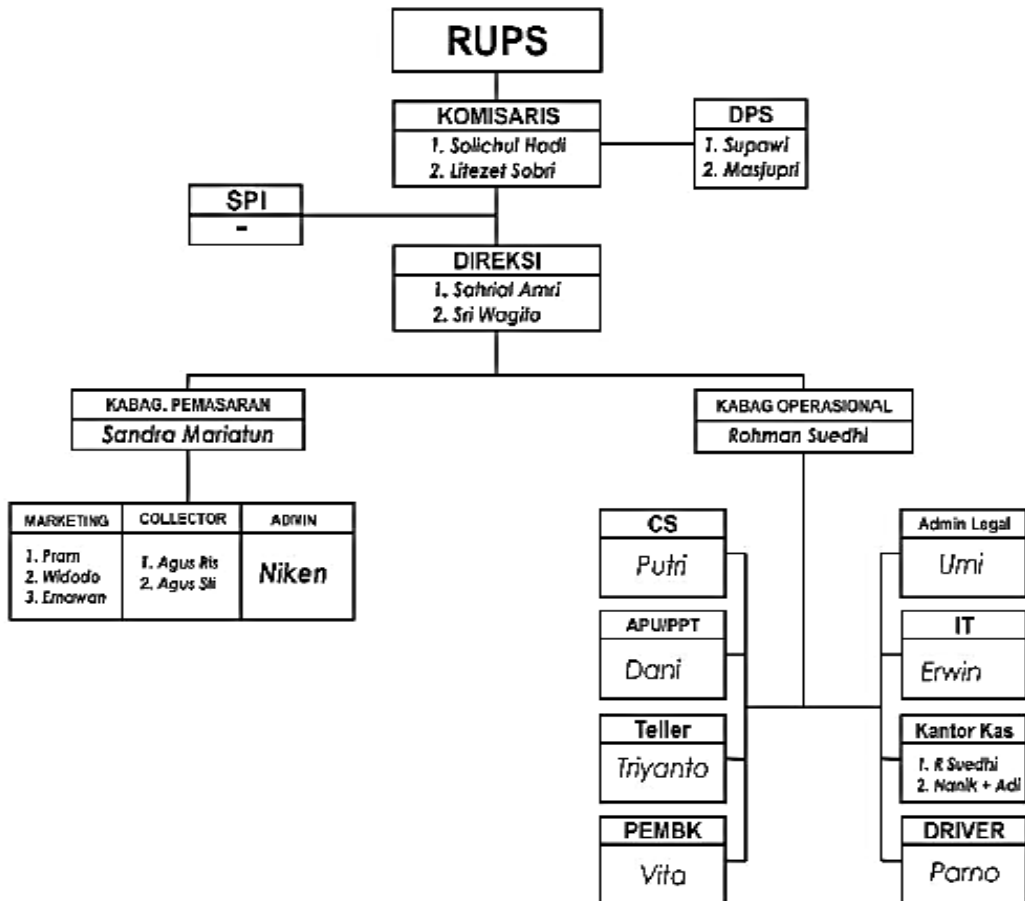 RUPS
KOMISARIS
1. Solichul Hadi
2. Litezet Sobri
DPS
1. Supawi
2. Masjupri
SPI
-
DIREKSI
1. Sahrial Amri
2. Sri Wagito
KABAG. PEMASARAN
Sandra Mariatun
KABAG OPERASIONAL
Rohman Suedhi
MARKETING
1. Pram
2. Widodo
3. Ernawan
COLLECTOR
1. Agus Ris
2. Agus
ADMIN
Niken
CS
Putri
APU/PPT
Dani
Teller
Triyanto
PEMBK
Vita
Admin Legal
Umi
IT
Erwin
Kantor Kas
1. R Suedhi
2. Nanik + Adi
DRIVER
Parno